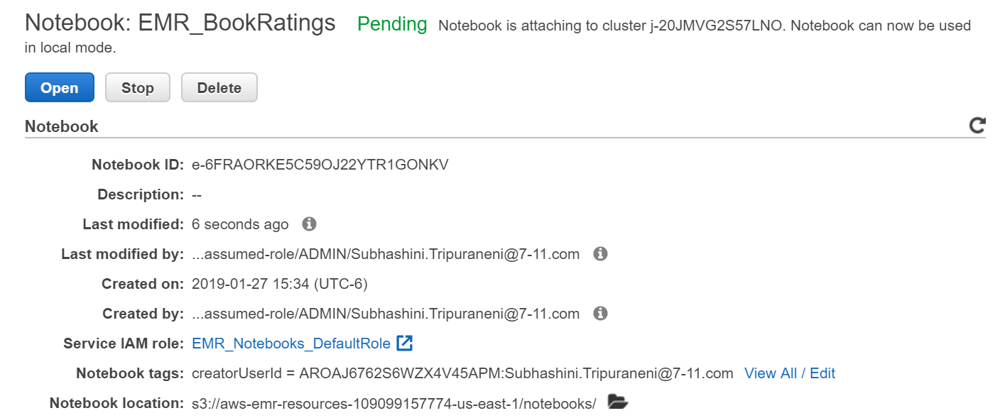 Notebook: EMR_BookRatings Pending Notebook is attaching to cluster j-20JMVG2S57LNO. Notebook can now be used
in local mode.
Open Stop Delete
Notebook
Notebook ID: e-6FRAORKE5C59OJ22YTR1GONKV
Description: --
Last modified: 6 seconds ago
Last modified by: ...assumed-role/ADMIN/Subhashini.Tripuraneni@7-11.com
Created on: 2019-01-27 15:34 (UTC-6)
Created by: ...assumed-role/ADMIN/Subhashini.Tripuraneni@7-11.com
Service IAM role: EMR_Notebooks_DefaultRole
Notebook tags: creatorUserId = AROAJ6762S6WZX4V45APM:Subhashini.Tripuraneni@7-11.com View All / Edit
Notebook location: s3://aws-emr-resources-109099157774-us-east-1/notebooks/